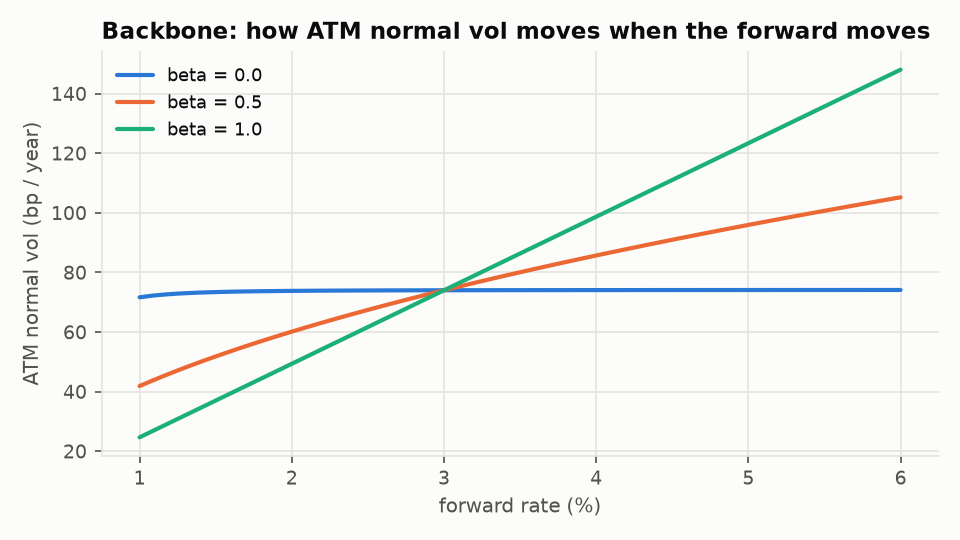 Backbone: how ATM normal vol moves when the forward moves
beta = 0.0
beta = 0.5
beta = 1.0
ATM normal vol (bp / year)
140
120
100
80
60
40
20
1 2 3 4 5 6
forward rate (%)